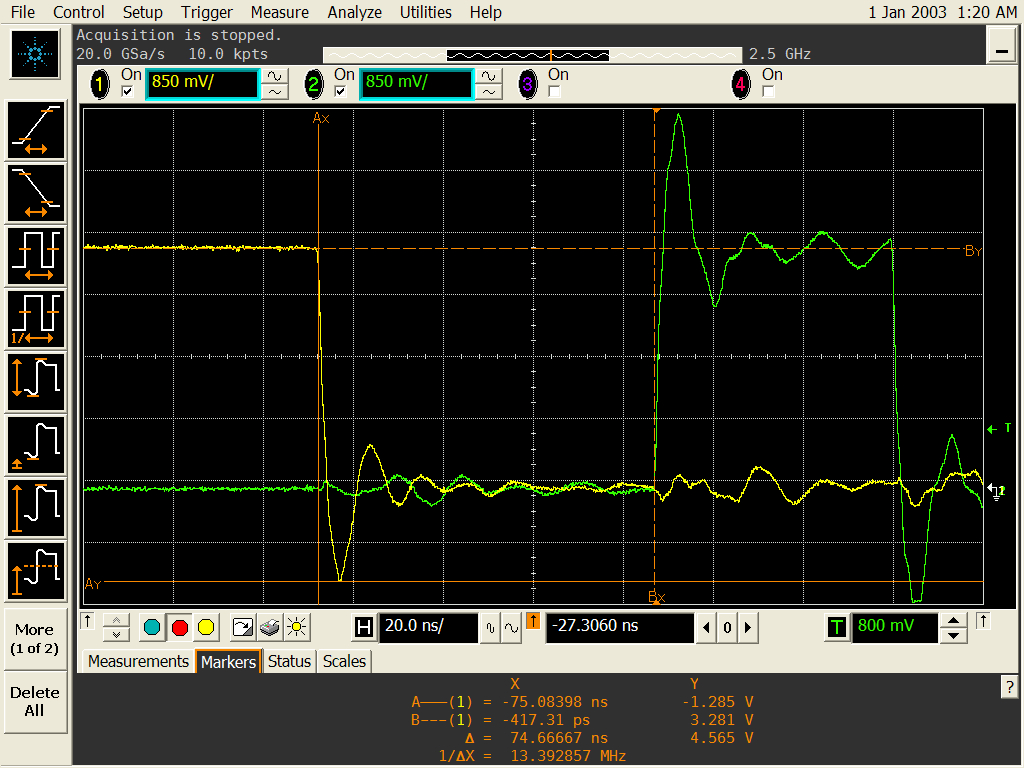 File Control Setup Trigger Measure Analyze Utilities Help 1 Jan 2003 1:20 AM
Acquisition is stopped.
20.0 GSa/s 10.0 kpts 2.5 GHz
1 On 850 mV/ 2 On 850 mV/ 3 On 4 On
Ax
By
T
2
Ay
Bx
1/
More
(1 of 2)
Delete
All
H 20.0 ns/ -27.3060 ns 0 T 800 mV
Measurements Markers Status Scales
?
X Y
A———(1) = -75.08398 ns -1.285 V
B---(1) = -417.31 ps 3.281 V
Δ = 74.66667 ns 4.565 V
1/ΔX = 13.392857 MHz